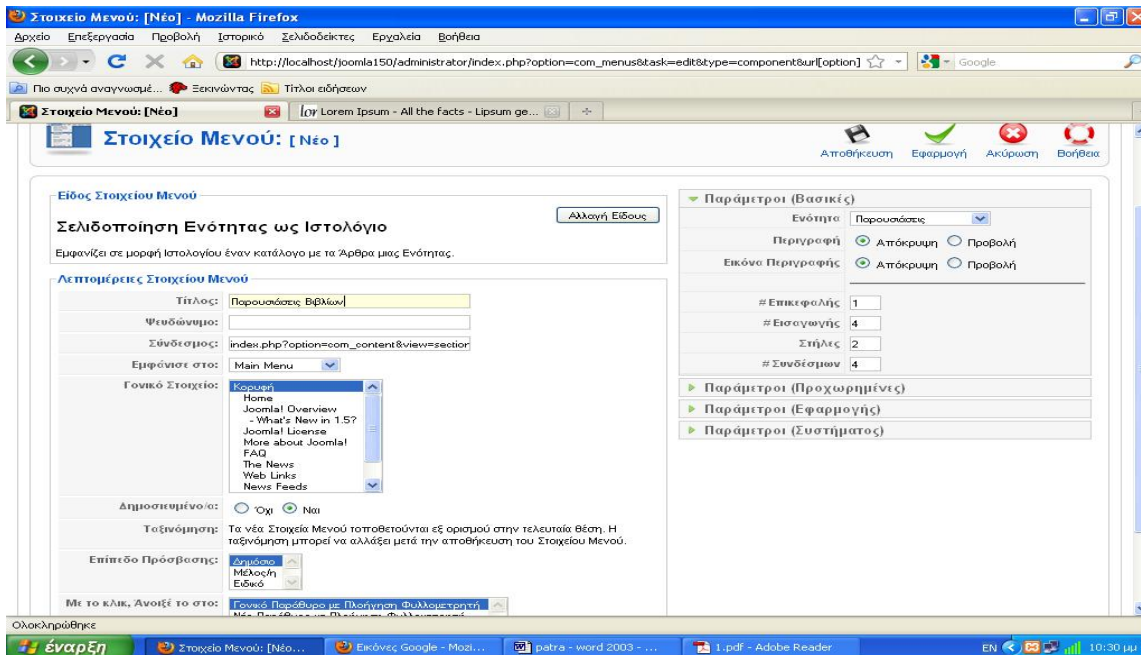 Στοιχείο Μενού: [Νέο] - Mozilla Firefox
Αρχείο Επεξεργασία Προβολή Ιστορικό Σελιδοδείκτες Εργαλεία Βοήθεια
http://localhost/joomla150/administrator/index.php?option=com_menus&task=edit&type=component&url[option]
Google
Πιο συχνά αναγνωσμέ... Ξεκινώντας Τίτλοι ειδήσεων
Στοιχείο Μενού: [Νέο]
Lorem Ipsum - All the facts - Lipsum ge...
Στοιχείο Μενού: [ Νέο ]
Αποθήκευση Εφαρμογή Ακύρωση Βοήθεια
Είδος Στοιχείου Μενού
Σελιδοποίηση Ενότητας ως Ιστολόγιο
Αλλαγή Είδους
Εμφανίζει σε μορφή Ιστολογίου έναν κατάλογο με τα Άρθρα μιας Ενότητας.
Λεπτομέρειες Στοιχείου Μενού
Τίτλος: Παρουσιάσεις Βιβλίων
Ψευδώνυμο:
Σύνδεσμος: index.php?option=com_content&view=section
Εμφάνισε στο: Main Menu
Γονικό Στοιχείο: Κορυφή
Home
Joomla! Overview
- What's New in 1.5?
Joomla! License
More about Joomla!
FAQ
The News
Web Links
News Feeds
Δημοσιευμένο/α: Όχι Ναι
Ταξινόμηση: Τα νέα Στοιχεία Μενού τοποθετούνται εξ ορισμού στην τελευταία θέση. Η
ταξινόμηση μπορεί να αλλάξει μετά την αποθήκευση του Στοιχείου Μενού.
Επίπεδο Πρόσβασης: Δημόσιο
Μέλος/η
Ειδικό
Με το κλικ, Άνοιξέ το στο: Γονικό Παράθυρο με Πλοήγηση Φυλλομετρητή
Παράμετροι (Βασικές)
Ενότητα Παρουσιάσεις
Περιγραφή Απόκρυψη Προβολή
Εικόνα Περιγραφής Απόκρυψη Προβολή
# Επικεφαλής 1
# Εισαγωγής 4
Στήλες 2
# Συνδέσμων 4
Παράμετροι (Προχωρημένες)
Παράμετροι (Εφαρμογής)
Παράμετροι (Συστήματος)
Ολοκληρώθηκε
έναρξη
Στοιχείο Μενού: [Νέο...
Εικόνες Google - Mozi...
patra - word 2003 - ...
1.pdf - Adobe Reader
EN
10:30 μμ